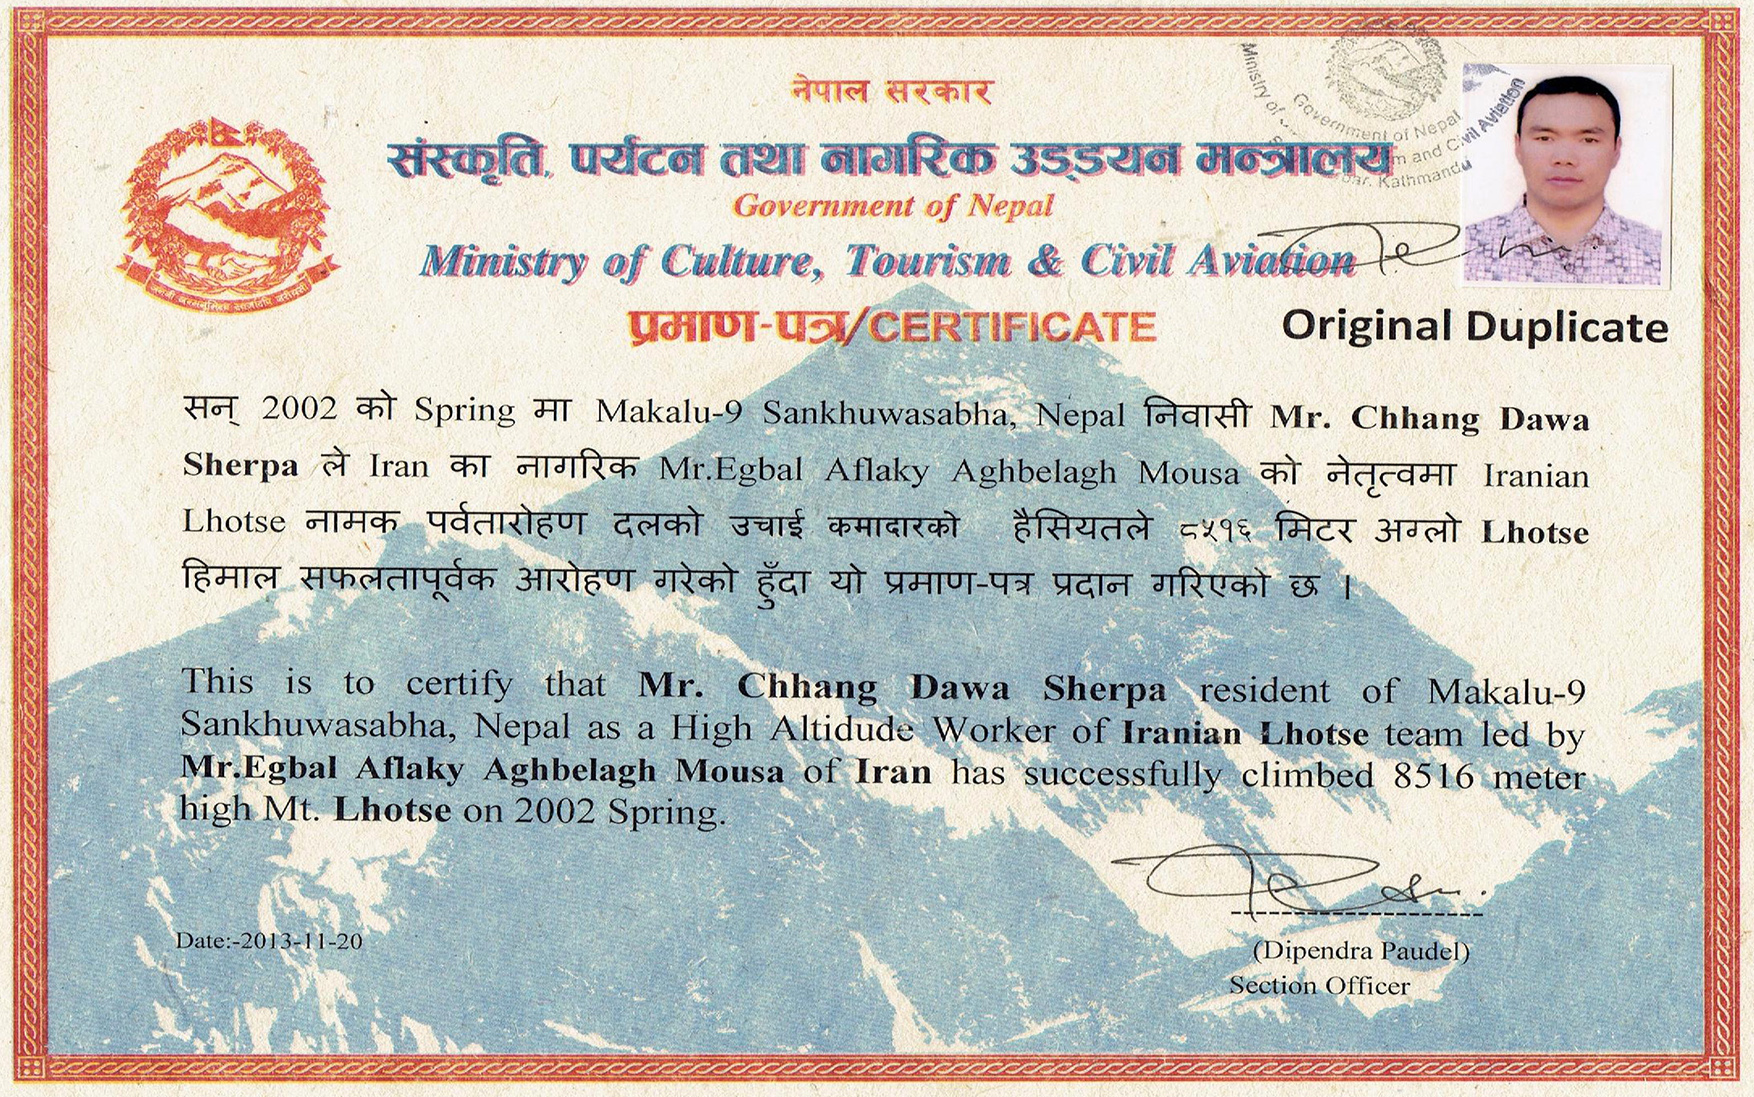 नेपाल सरकार
संस्कृति, पर्यटन तथा नागरिक उड्डयन मन्त्रालय
Government of Nepal
Ministry of Culture, Tourism & Civil Aviation
प्रमाण-पत्र/CERTIFICATE
Government of Nepal
Ministry of
m and Civil Aviation
Kathmandu
Original Duplicate
सन् 2002 को Spring मा Makalu-9 Sankhuwasabha, Nepal निवासी Mr. Chhang Dawa
Sherpa ले Iran का नागरिक Mr.Egbal Aflaky Aghbelagh Mousa को नेतृत्वमा Iranian
Lhotse नामक पर्वतारोहण दलको उचाई कमादारको हैसियतले ८५१६ मिटर अग्लो Lhotse
हिमाल सफलतापूर्वक आरोहण गरेको हुँदा यो प्रमाण-पत्र प्रदान गरिएको छ ।
This is to certify that Mr. Chhang Dawa Sherpa resident of Makalu-9
Sankhuwasabha, Nepal as a High Altidude Worker of Iranian Lhotse team led by
Mr.Egbal Aflaky Aghbelagh Mousa of Iran has successfully climbed 8516 meter
high Mt. Lhotse on 2002 Spring.
Date:-2013-11-20
(Dipendra Paudel)
Section Officer